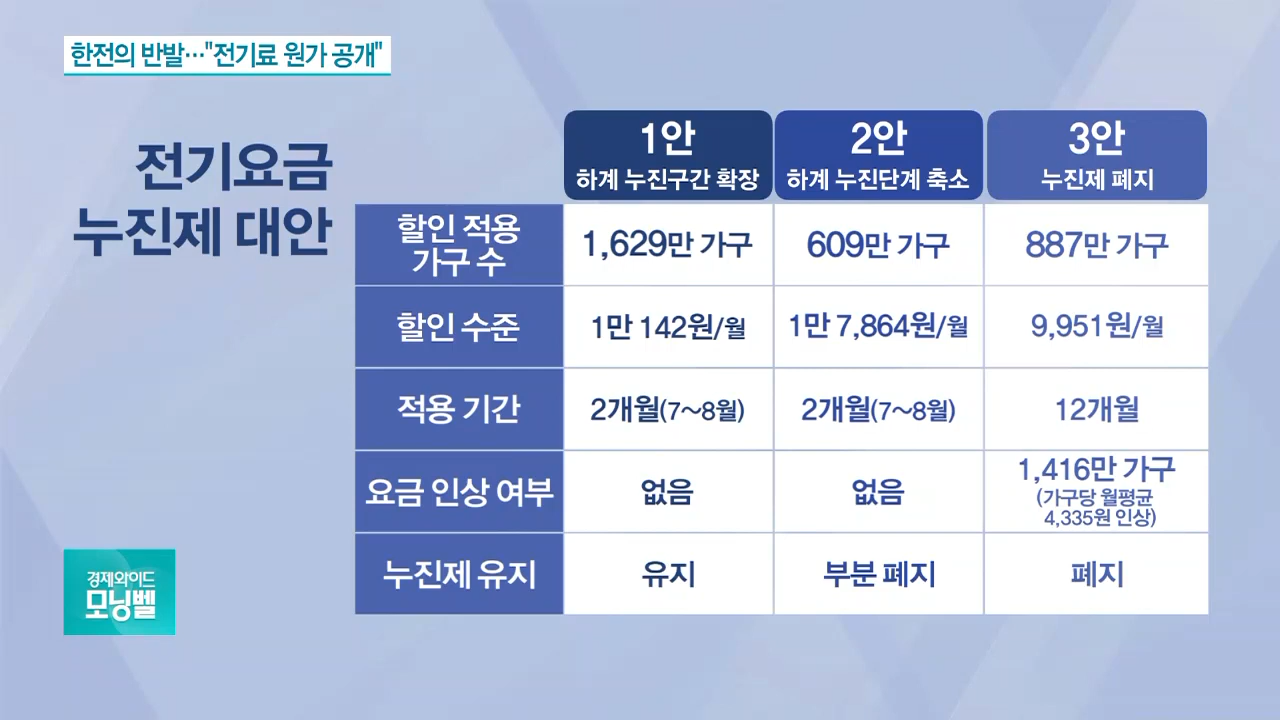 한전의 반발…"전기료 원가 공개"
전기요금
누진제 대안
1안
하계 누진구간 확장
2안
하계 누진단계 축소
3안
누진제 폐지
할인 적용
가구 수
1,629만 가구
609만 가구
887만 가구
할인 수준
1만 142원/월
1만 7,864원/월
9,951원/월
적용 기간
2개월(7~8월)
2개월(7~8월)
12개월
요금 인상 여부
없음
없음
1,416만 가구
(가구당 월평균
4,335원 인상)
누진제 유지
유지
부분 폐지
폐지
경제와이드
모닝벨